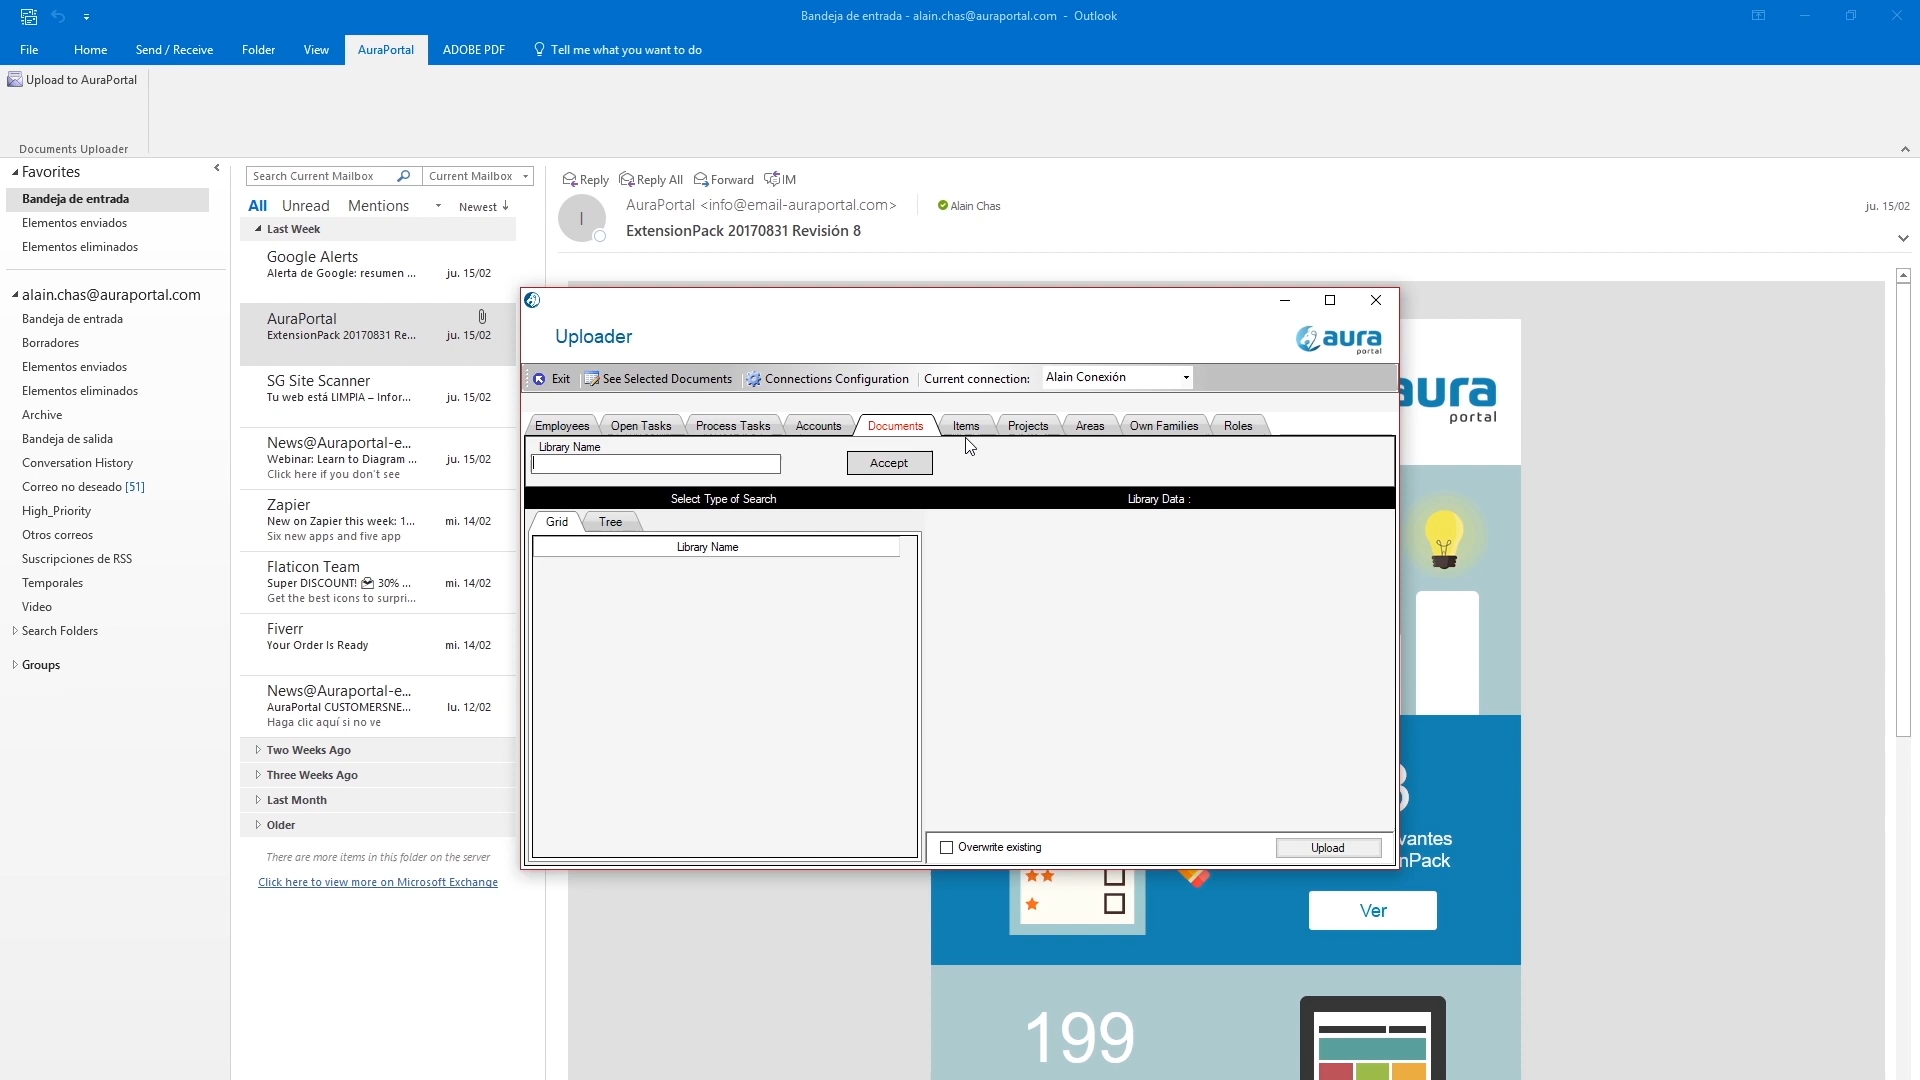 Bandeja de entrada - alain.chas@auraportal.com - Outlook
File Home Send / Receive Folder View AuraPortal ADOBE PDF Tell me what you want to do
Upload to AuraPortal
Documents Uploader
Favorites
Bandeja de entrada
Elementos enviados
Elementos eliminados
alain.chas@auraportal.com
Bandeja de entrada
Borradores
Elementos enviados
Elementos eliminados
Archive
Bandeja de salida
Conversation History
Correo no deseado [51]
High_Priority
Otros correos
Suscripciones de RSS
Temporales
Video
Search Folders
Groups
Search Current Mailbox Current Mailbox
All Unread Mentions Newest
Last Week
Google Alerts
Alerta de Google: resumen ... ju. 15/02
AuraPortal
ExtensionPack 20170831 Re... ju. 15/02
SG Site Scanner
Tu web está LIMPIA – Infor... ju. 15/02
News@Auraportal-e...
Webinar: Learn to Diagram ... ju. 15/02
Click here if you don't see
Zapier
New on Zapier this week: 1... mi. 14/02
Six new apps and five app
Flaticon Team
Super DISCOUNT! 30% ... mi. 14/02
Get the best icons to surpri...
Fiverr
Your Order Is Ready mi. 14/02
News@Auraportal-e...
AuraPortal CUSTOMERSNE... lu. 12/02
Haga clic aquí si no ve
Two Weeks Ago
Three Weeks Ago
Last Month
Older
There are more items in this folder on the server
Click here to view more on Microsoft Exchange
Reply Reply All Forward IM
I
AuraPortal <info@email-auraportal.com> Alain Chas
ju. 15/02
ExtensionPack 20170831 Revisión 8
Uploader
aura
portal
Exit See Selected Documents Connections Configuration Current connection: Alain Conexión
Employees Open Tasks Process Tasks Accounts Documents Items Projects Areas Own Families Roles
Library Name
Accept
Select Type of Search Library Data :
Grid Tree
Library Name
Overwrite existing Upload
aura
portal
vantes
nPack
Ver
199